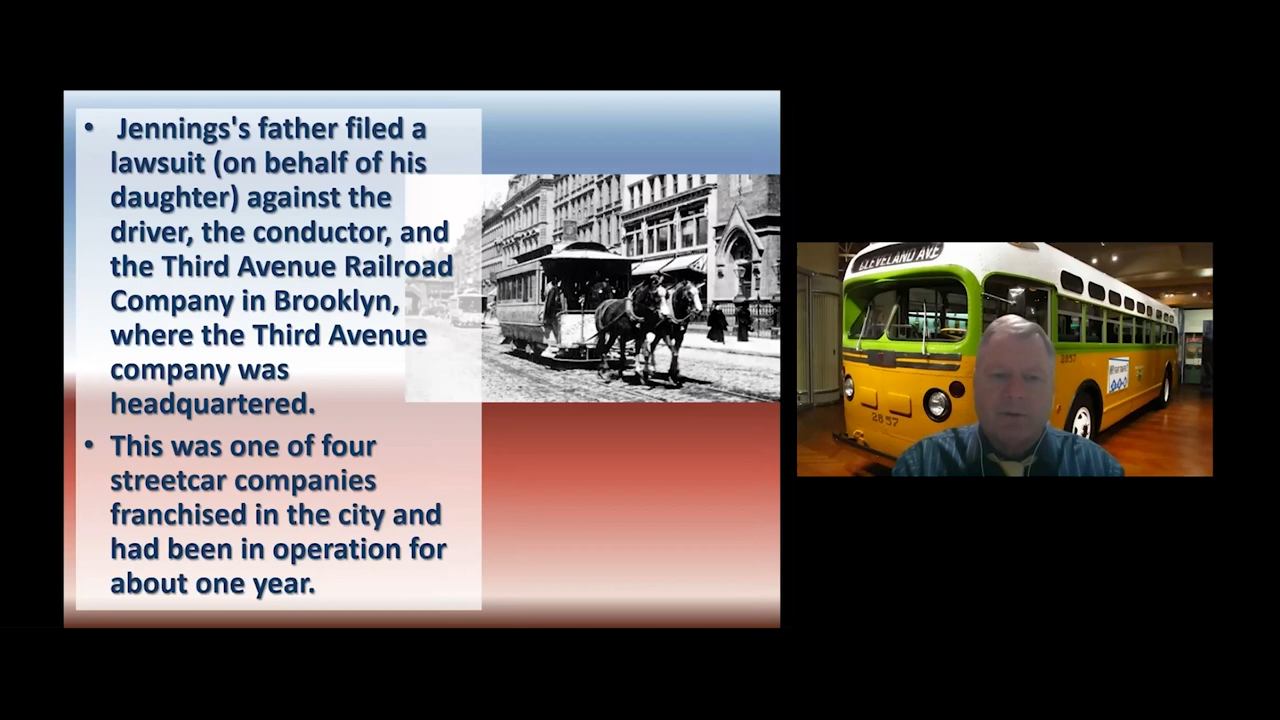 • Jennings's father filed a
lawsuit (on behalf of his
daughter) against the
driver, the conductor, and
the Third Avenue Railroad
Company in Brooklyn,
where the Third Avenue
company was
headquartered.
• This was one of four
streetcar companies
franchised in the city and
had been in operation for
about one year.
CLEVELAND AVE
2857
2857